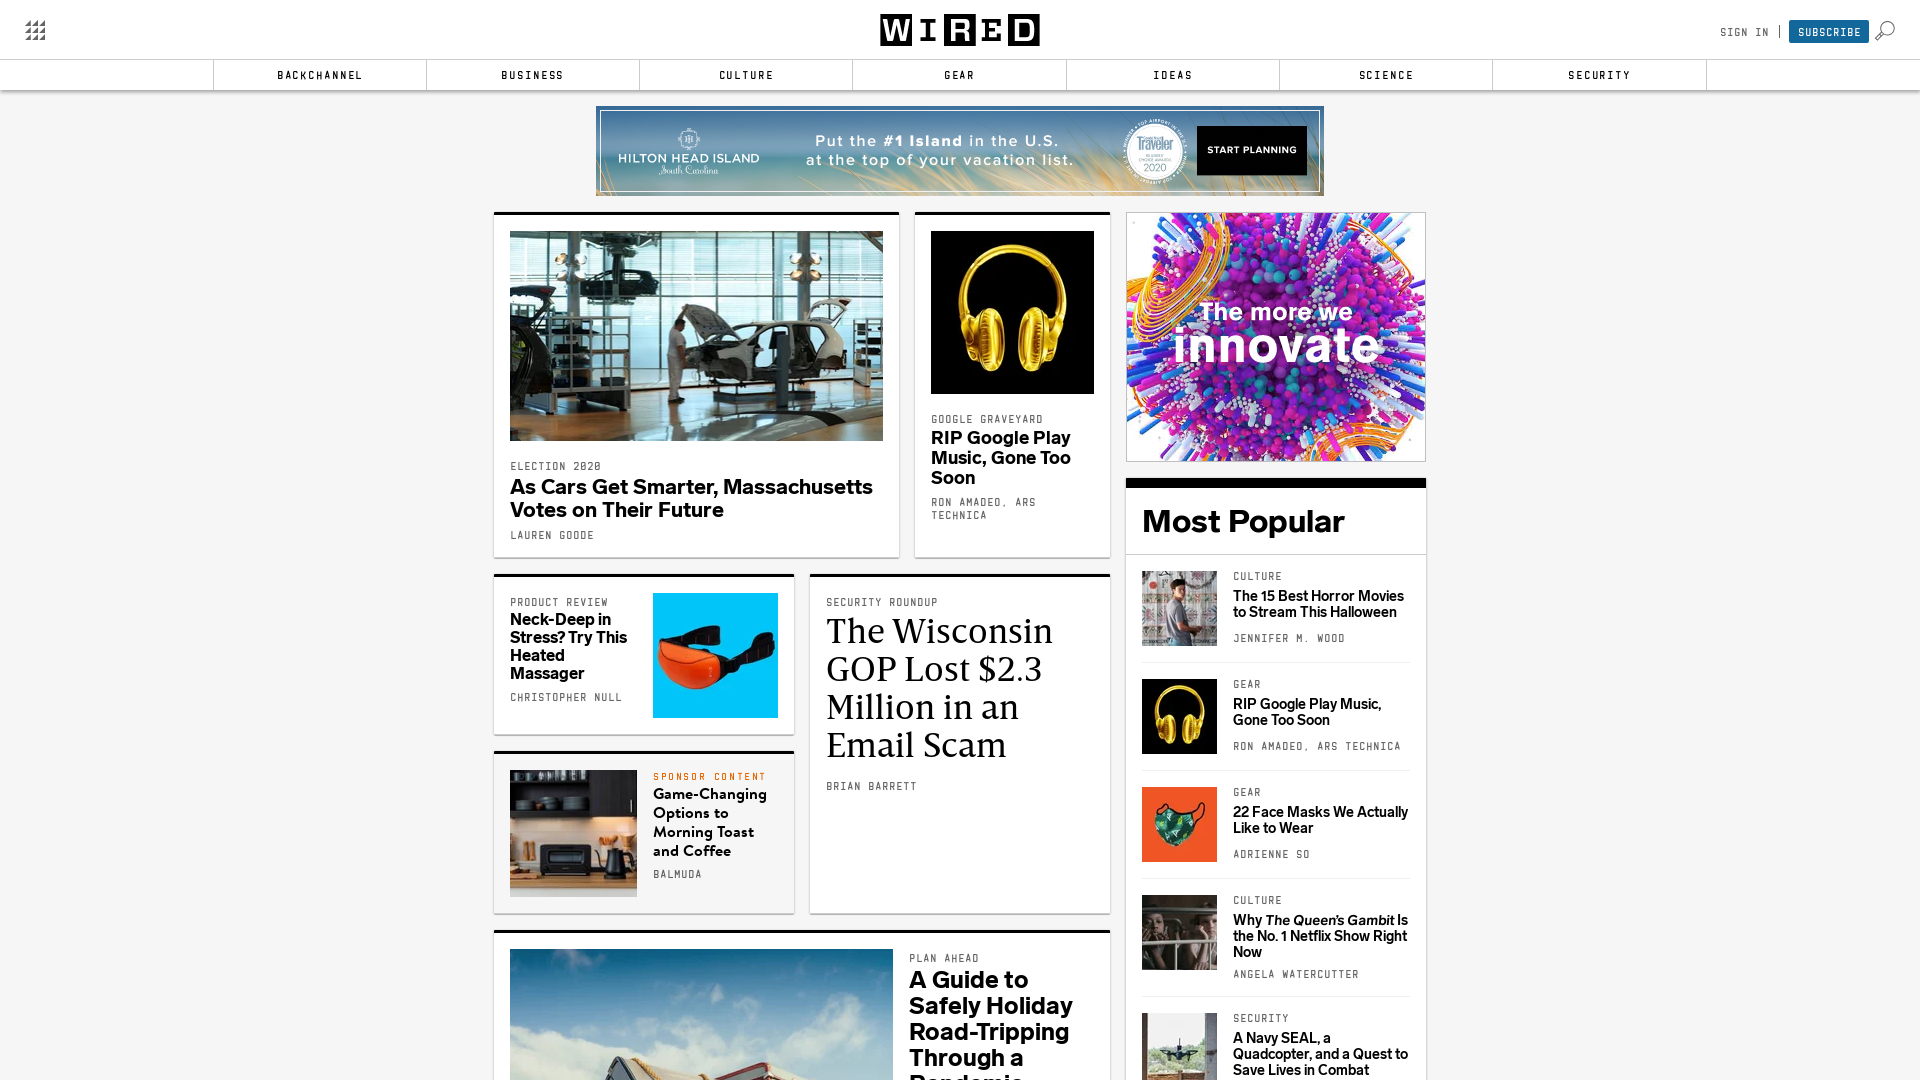 WIRED
SIGN IN
SUBSCRIBE
BACKCHANNEL
BUSINESS
CULTURE
GEAR
IDEAS
SCIENCE
SECURITY
HILTON HEAD ISLAND
South Carolina
Put the #1 Island in the U.S.
at the top of your vacation list.
Traveler
2020
START PLANNING
ELECTION 2020
As Cars Get Smarter, Massachusetts
Votes on Their Future
LAUREN GOODE
GOOGLE GRAVEYARD
RIP Google Play
Music, Gone Too
Soon
RON AMADEO, ARS
TECHNICA
The more we
innovate
PRODUCT REVIEW
Neck-Deep in
Stress? Try This
Heated
Massager
CHRISTOPHER NULL
SPONSOR CONTENT
Game-Changing
Options to
Morning Toast
and Coffee
BALMUDA
SECURITY ROUNDUP
The Wisconsin
GOP Lost $2.3
Million in an
Email Scam
BRIAN BARRETT
PLAN AHEAD
A Guide to
Safely Holiday
Road-Tripping
Through a
Pandemic
Most Popular
CULTURE
The 15 Best Horror Movies
to Stream This Halloween
JENNIFER M. WOOD
GEAR
RIP Google Play Music,
Gone Too Soon
RON AMADEO, ARS TECHNICA
GEAR
22 Face Masks We Actually
Like to Wear
ADRIENNE SO
CULTURE
Why The Queen's Gambit Is
the No. 1 Netflix Show Right
Now
ANGELA WATERCUTTER
SECURITY
A Navy SEAL, a
Quadcopter, and a Quest to
Save Lives in Combat